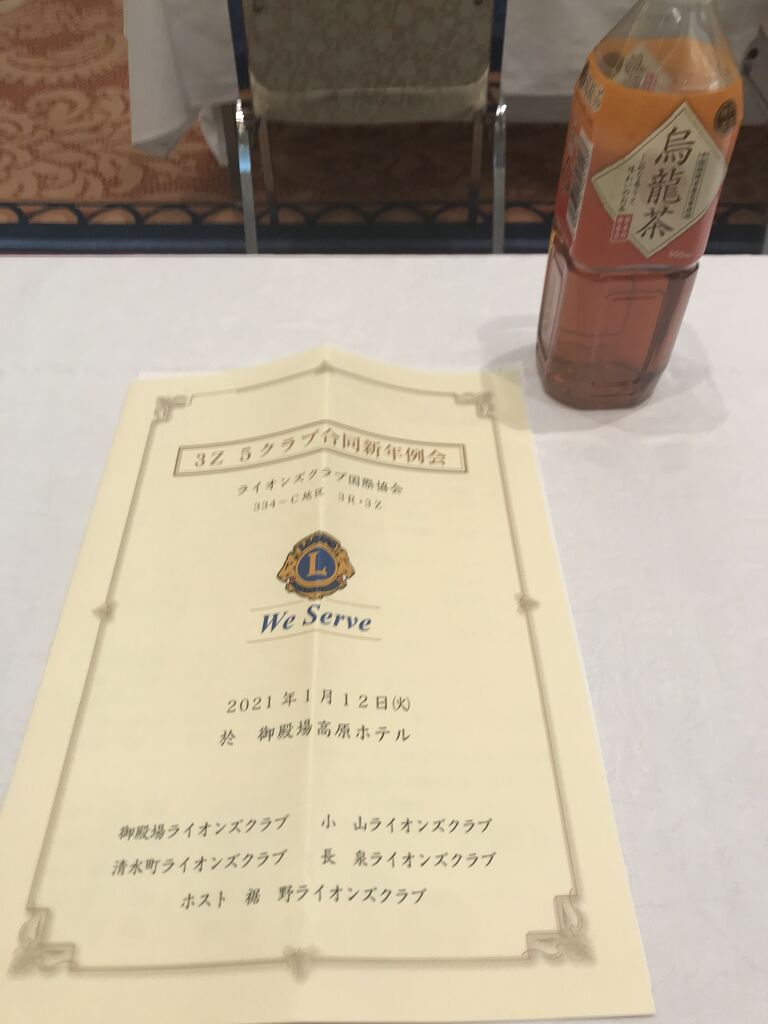 烏龍茶
3Z 5クラブ合同新年例会
ライオンズクラブ国際協会
334-C地区 3R・3Z
L
We Serve
2021年1月12日㈫
於 御殿場高原ホテル
御殿場ライオンズクラブ 小 山ライオンズクラブ
清水町ライオンズクラブ 長 泉ライオンズクラブ
ホスト 裾 野ライオンズクラブ